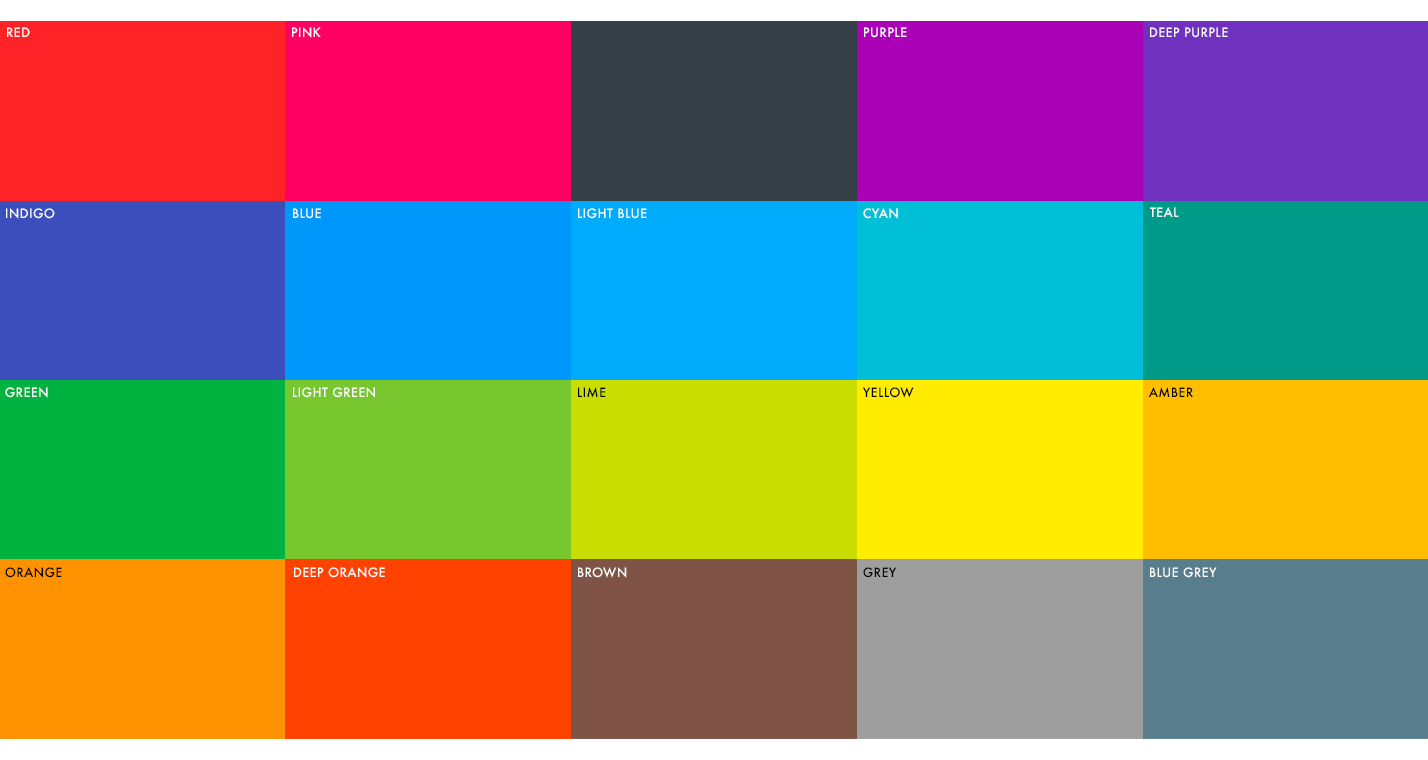 RED
PINK
PURPLE
DEEP PURPLE
INDIGO
BLUE
LIGHT BLUE
CYAN
TEAL
GREEN
LIGHT GREEN
LIME
YELLOW
AMBER
ORANGE
DEEP ORANGE
BROWN
GREY
BLUE GREY